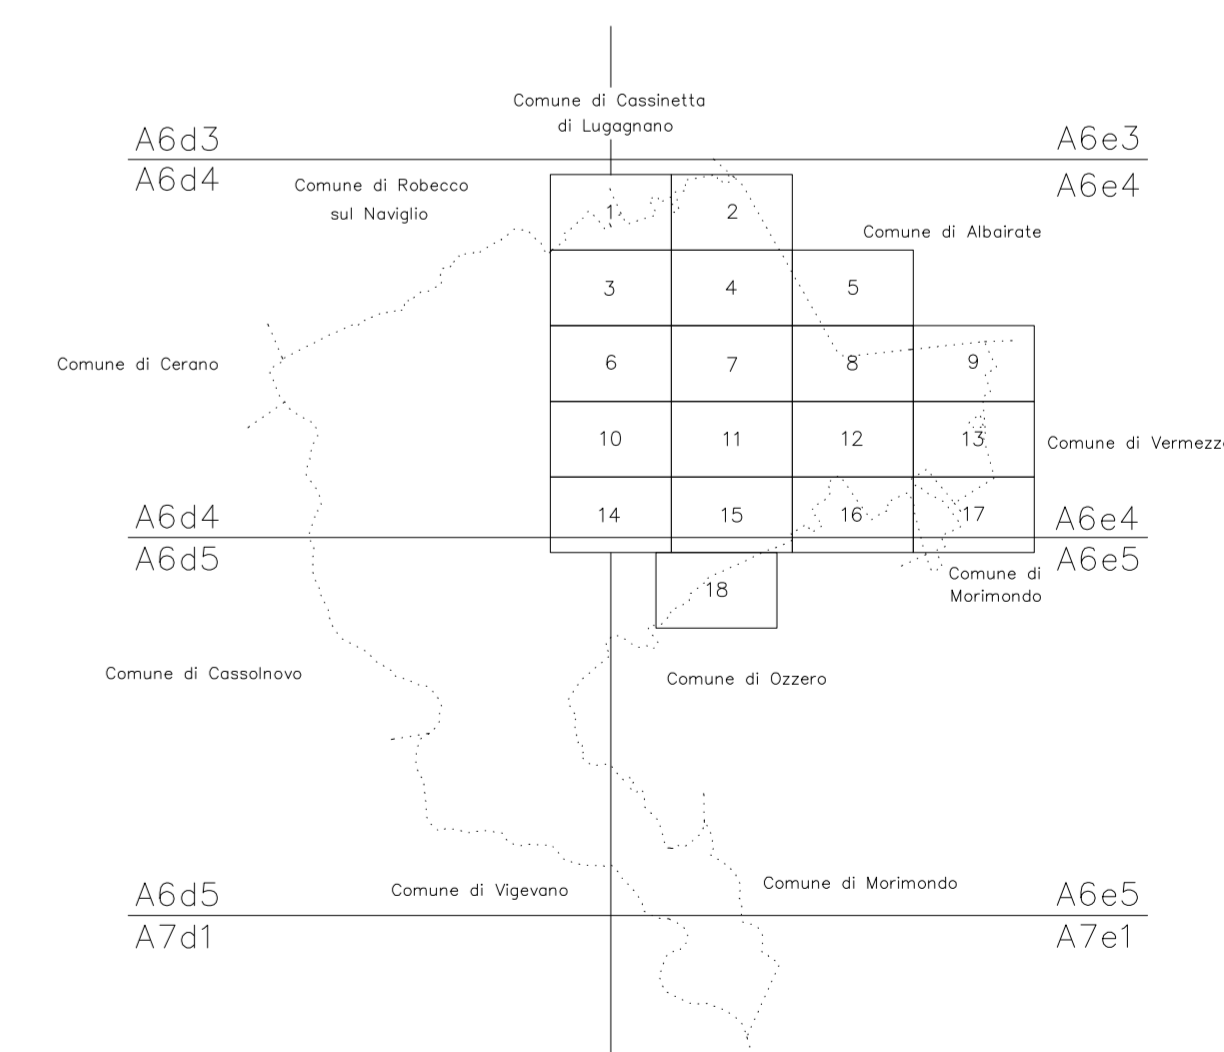 Comune di Cassinetta
di Lugagnano
A6d3
A6e3
A6d4
A6e4
Comune di Robecco
sul Naviglio
1
2
Comune di Albairate
3
4
5
Comune di Cerano
6
7
8
9
10
11
12
13
Comune di Vermezz
A6d4
14
15
16
17
A6e4
A6d5
A6e5
Comune di
Morimondo
18
Comune di Cassolnovo
Comune di Ozzero
Comune di Vigevano
Comune di Morimondo
A6d5
A6e5
A7d1
A7e1